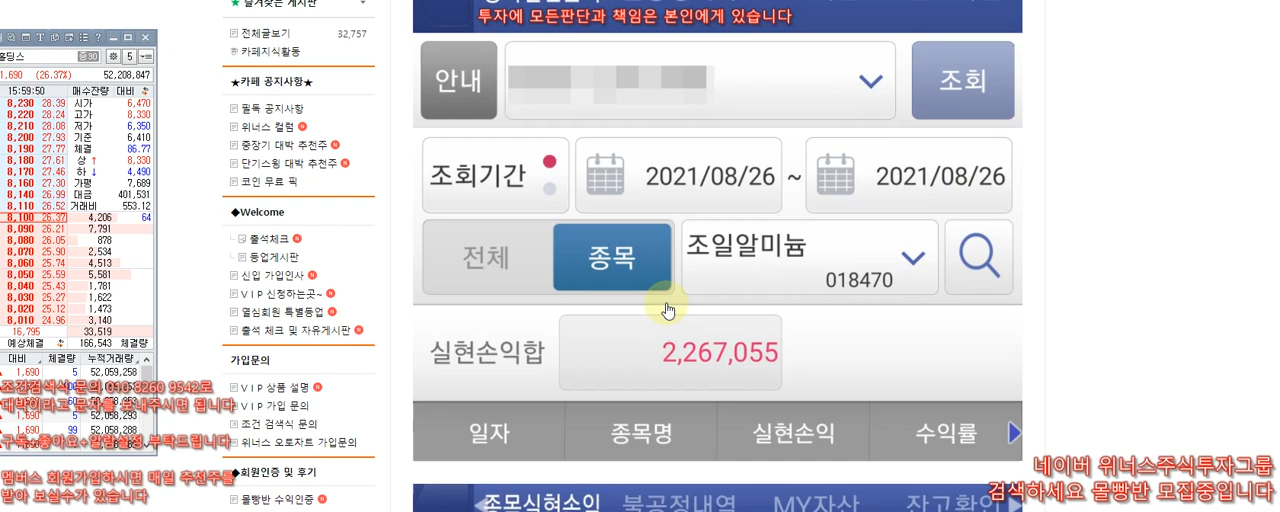 홀딩스
증30
5
1,690 (26.37%) 52,208,847
15:59:50 매수잔량 대비
8,230 28.39 시가 6,470
8,220 28.24 고가 8,330
8,210 28.08 저가 6,350
8,200 27.93 기준 6,410
8,190 27.77 체결 86.77
8,180 27.61 상 ↑ 8,330
8,170 27.46 하 ↓ 4,490
8,160 27.30 가평 7,689
8,140 26.99 대금 401,531
8,110 26.52 거래비 553.12
8,100 26.37 4,206 64
8,090 26.21 7,791
8,080 26.05 878
8,070 25.90 2,534
8,060 25.74 4,513
8,050 25.59 5,581
8,040 25.43 1,781
8,030 25.27 1,622
8,020 25.12 1,473
8,010 24.96 3,140
16,795 33,519
예상체결 166,543 체결량
대비 체결량 누적거래량
1,690 5 52,059,258
조건검색식 문의 010 8260 9542로
대박이라고 문자를 보내주시면 됩니다
1,690 5 52,058,293
1,690 99 52,058,288
구독+좋아요+알람설정 부탁드립니다
멤버스 회원가입하시면 매일 추천주를
받아 보실수가 있습니다
즐겨찾는 게시판
전체글보기 32,757
카페지식활동
★카페 공지사항★
필독 공지사항
위너스 컬럼 N
중장기 대박 추천주 N
단기스윙 대박 추천주 N
코인 무료 픽
◆Welcome
출석체크 N
등업게시판
신입 가입인사 N
V I P 신청하는곳~ N
열심회원 특별등업 N
출석 체크 및 자유게시판 N
가입문의
V I P 상품 설명 N
V I P 가입 문의
조건 검색식 문의
위너스 오토차트 가입문의
◆회원인증 및 후기
몰빵반 수익인증 N
투자에 모든판단과 책임은 본인에게 있습니다
안내 조회
조회기간 2021/08/26 ~ 2021/08/26
전체 종목 조일알미늄 018470
실현손익합 2,267,055
일자 종목명 실현손익 수익률
종목실현손익 불공정내역 MY자산 잔고확인
네이버 위너스주식투자그룹
검색하세요 몰빵반 모집중입니다